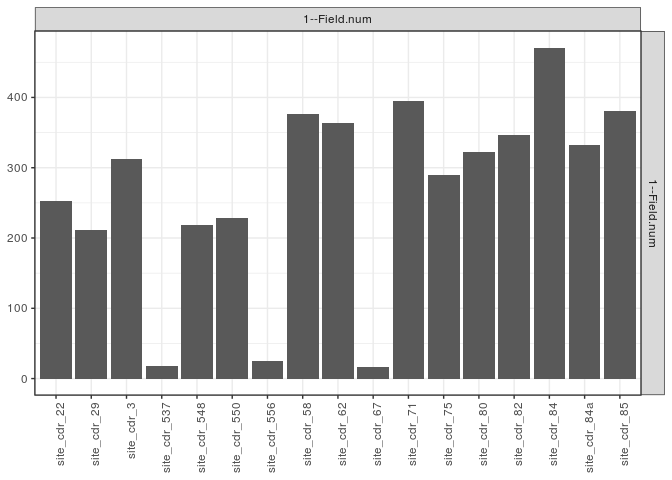 1--Field.num
400
300
200
100
0
1--Field.num
site_cdr_22
site_cdr_29
site_cdr_3
site_cdr_537
site_cdr_548
site_cdr_550
site_cdr_556
site_cdr_58
site_cdr_62
site_cdr_67
site_cdr_71
site_cdr_75
site_cdr_80
site_cdr_82
site_cdr_84
site_cdr_84a
site_cdr_85